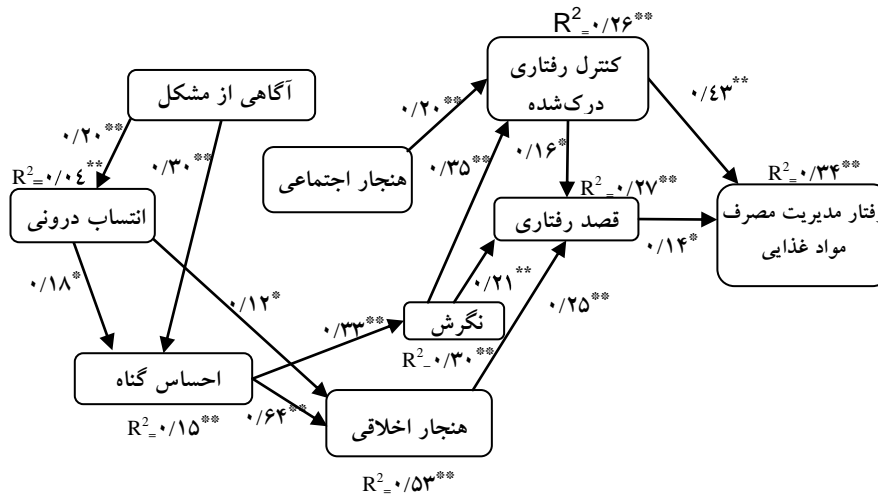 R²=۰/۲۶**
آگاهی از مشکل
کنترل رفتاری
درک‌شده
۰/۴۳**
۰/۲۰**
۰/۲۰**
R²=۰/۰۴**
۰/۳۰**
هنجار اجتماعی
۰/۳۵**
۰/۱۶*
R²=۰/۲۷**
R²=۰/۳۴**
انتساب درونی
قصد رفتاری
رفتار مدیریت مصرف
مواد غذایی
۰/۱۴*
۰/۱۸*
۰/۱۲*
۰/۲۱**
۰/۲۵**
۰/۳۳**
نگرش
R²=۰/۳۰**
احساس گناه
R²=۰/۱۵**
۰/۶۴**
هنجار اخلاقی
R²=۰/۵۳**